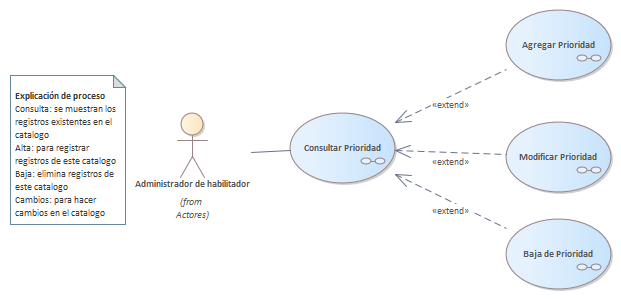 Explicación de proceso
Consulta: se muestran los
registros existentes en el
catalogo
Alta: para registrar
registros de este catalogo
Baja: elimina registros de
este catalogo
Cambios: para hacer
cambios en el catalogo
Administrador de habilitador
(from
Actores)
Consultar Prioridad
«extend»
«extend»
«extend»
Agregar Prioridad
Modificar Prioridad
Baja de Prioridad